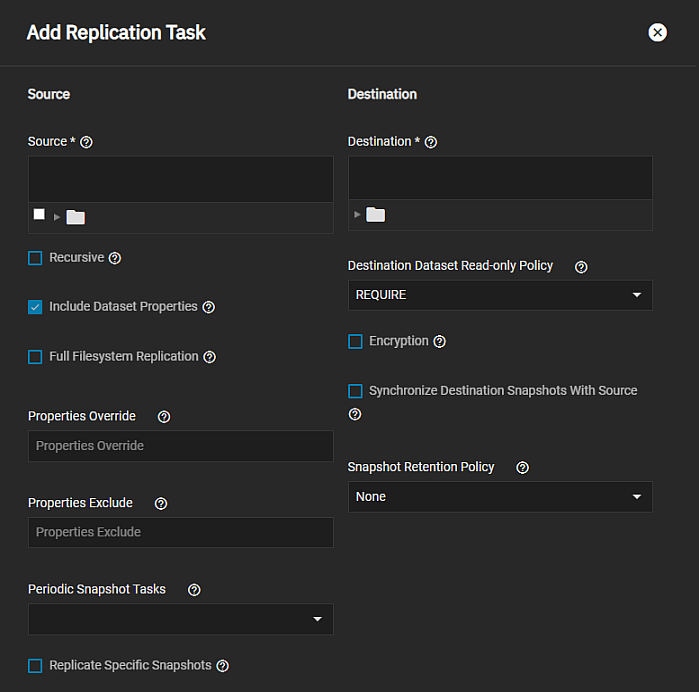 Add Replication Task
Source
Source *
Recursive
Include Dataset Properties
Full Filesystem Replication
Properties Override
Properties Override
Properties Exclude
Properties Exclude
Periodic Snapshot Tasks
Replicate Specific Snapshots
Destination
Destination *
Destination Dataset Read-only Policy
REQUIRE
Encryption
Synchronize Destination Snapshots With Source
Snapshot Retention Policy
None